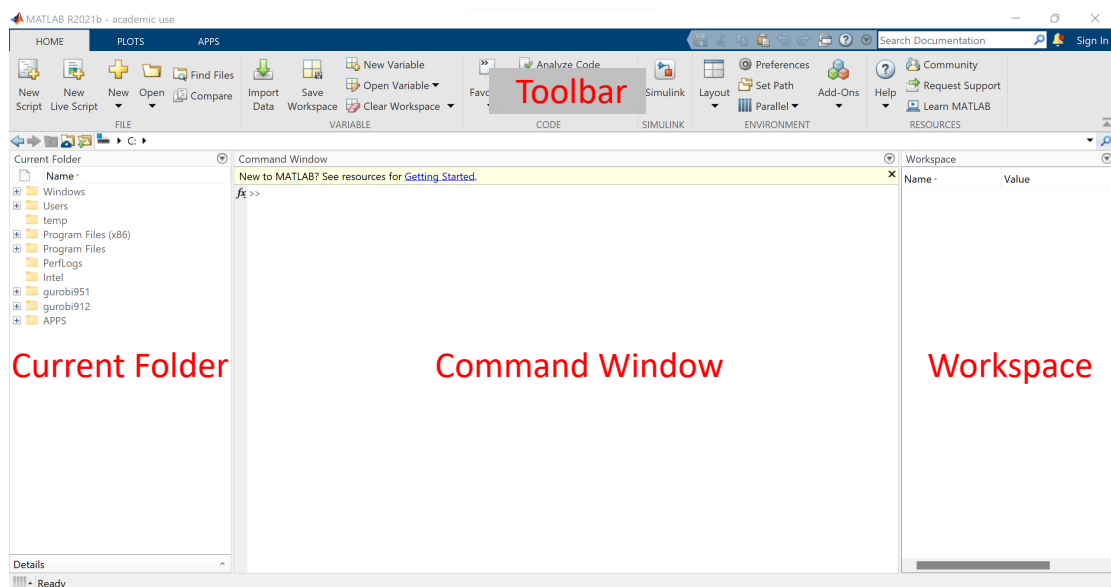 MATLAB R2021b - academic use
HOME PLOTS APPS Search Documentation Sign In
New Script
New Live Script
New
Open
Find Files
Compare
FILE
Import Data
Save Workspace
New Variable
Open Variable
Clear Workspace
VARIABLE
Analyze Code
Toolbar
CODE
Simulink
SIMULINK
Layout
Preferences
Set Path
Parallel
Add-Ons
ENVIRONMENT
Help
Community
Request Support
Learn MATLAB
RESOURCES
C:
Current Folder
Name
Windows
Users
temp
Program Files (x86)
Program Files
PerfLogs
Intel
gurobi951
gurobi912
APPS
Current Folder
Details
Command Window
New to MATLAB? See resources for Getting Started.
fx >>
Command Window
Workspace
Name Value
Workspace
Ready